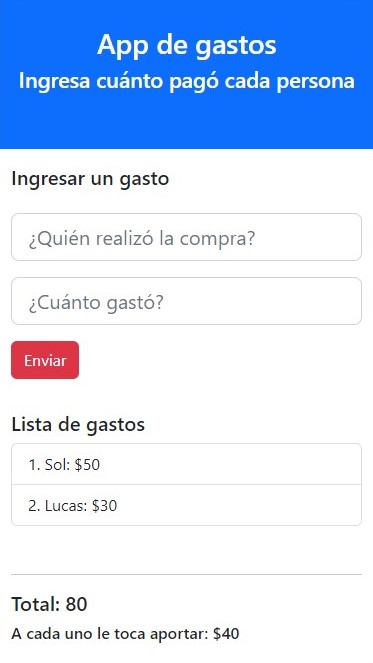 App de gastos
Ingresa cuánto pagó cada persona
Ingresar un gasto
¿Quién realizó la compra?
¿Cuánto gastó?
Enviar
Lista de gastos
1. Sol: $50
2. Lucas: $30
Total: 80
A cada uno le toca aportar: $40